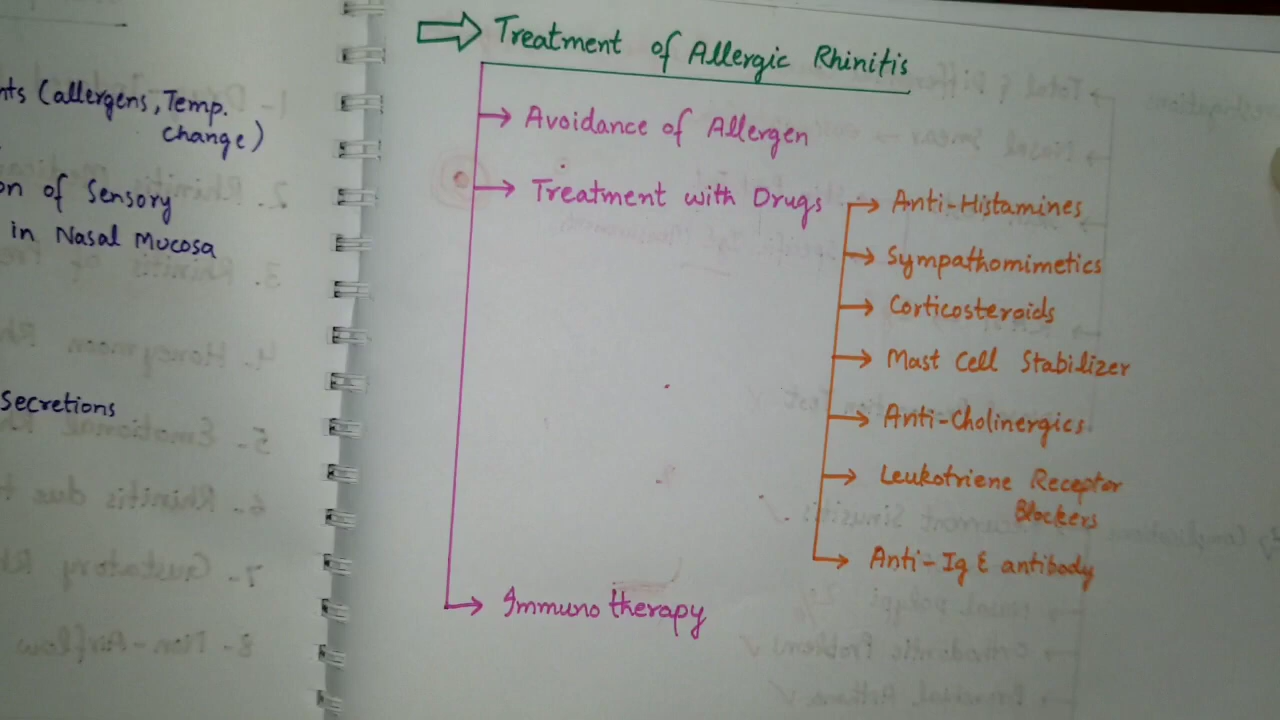 nts (allergens, Temp.
change)
on of Sensory
in Nasal Mucosa
Secretions
Treatment of Allergic Rhinitis
Avoidance of Allergen
Treatment with Drugs
Anti-Histamines
Sympathomimetics
Corticosteroids
Mast Cell Stabilizer
Anti-Cholinergics
Leukotriene Receptor
Blockers
Anti-IgE antibody
Immunotherapy